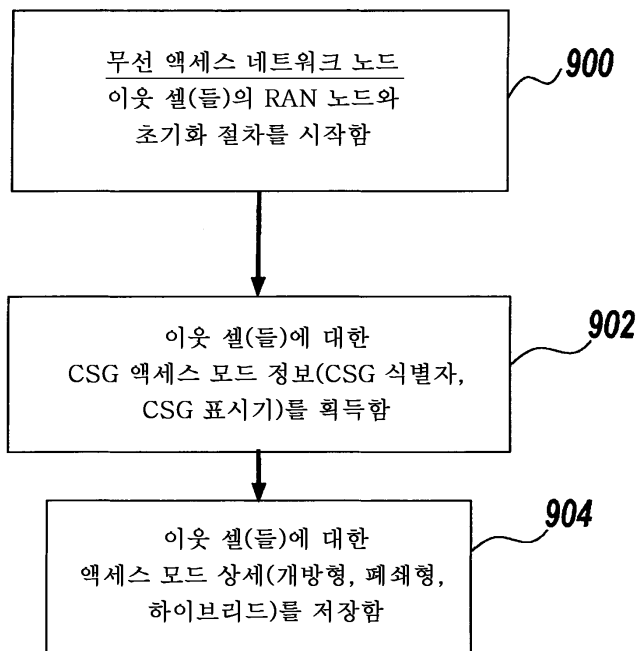 무선 액세스 네트워크 노드
이웃 셀(들)의 RAN 노드와
초기화 절차를 시작함
900
이웃 셀(들)에 대한
CSG 액세스 모드 정보(CSG 식별자,
CSG 표시기)를 획득함
902
이웃 셀(들)에 대한
액세스 모드 상세(개방형, 폐쇄형,
하이브리드)를 저장함
904